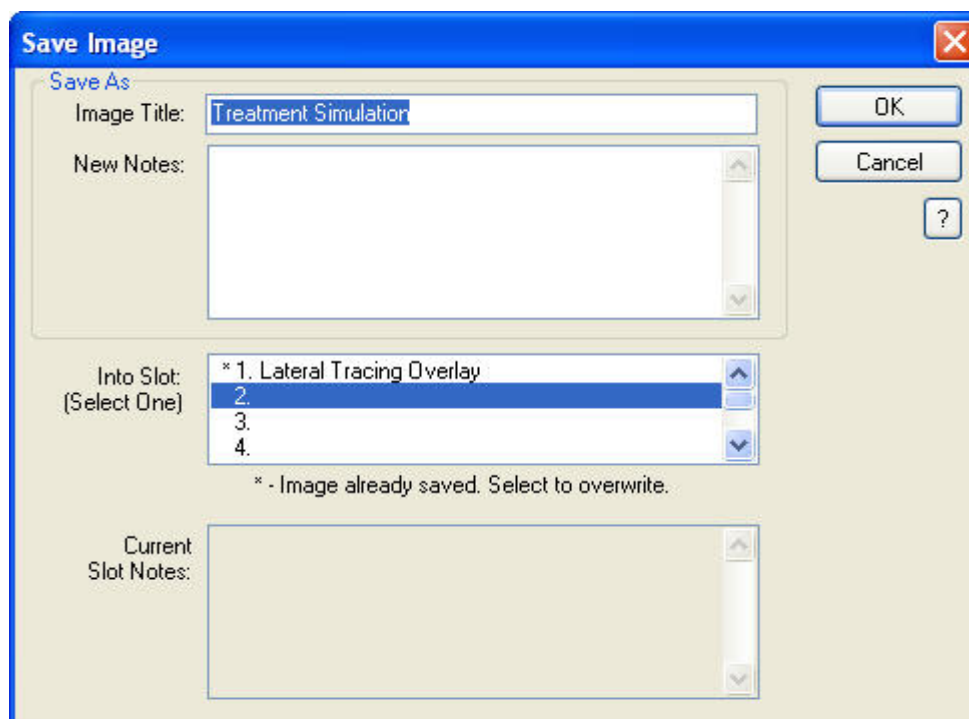 Save Image
Save As
Image Title: Treatment Simulation
OK
New Notes:
Cancel
?
Into Slot:
(Select One)
* 1. Lateral Tracing Overlay
2.
3.
4.
* - Image already saved. Select to overwrite.
Current
Slot Notes: